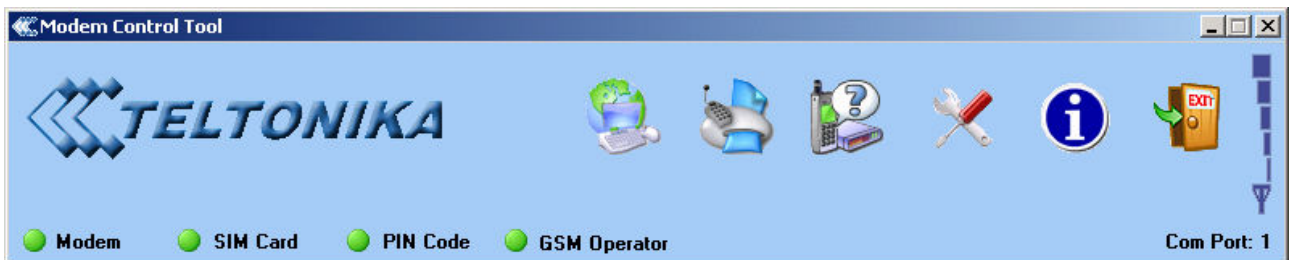 Modem Control Tool
TELTONIKA
EXIT
Modem SIM Card PIN Code GSM Operator Com Port: 1